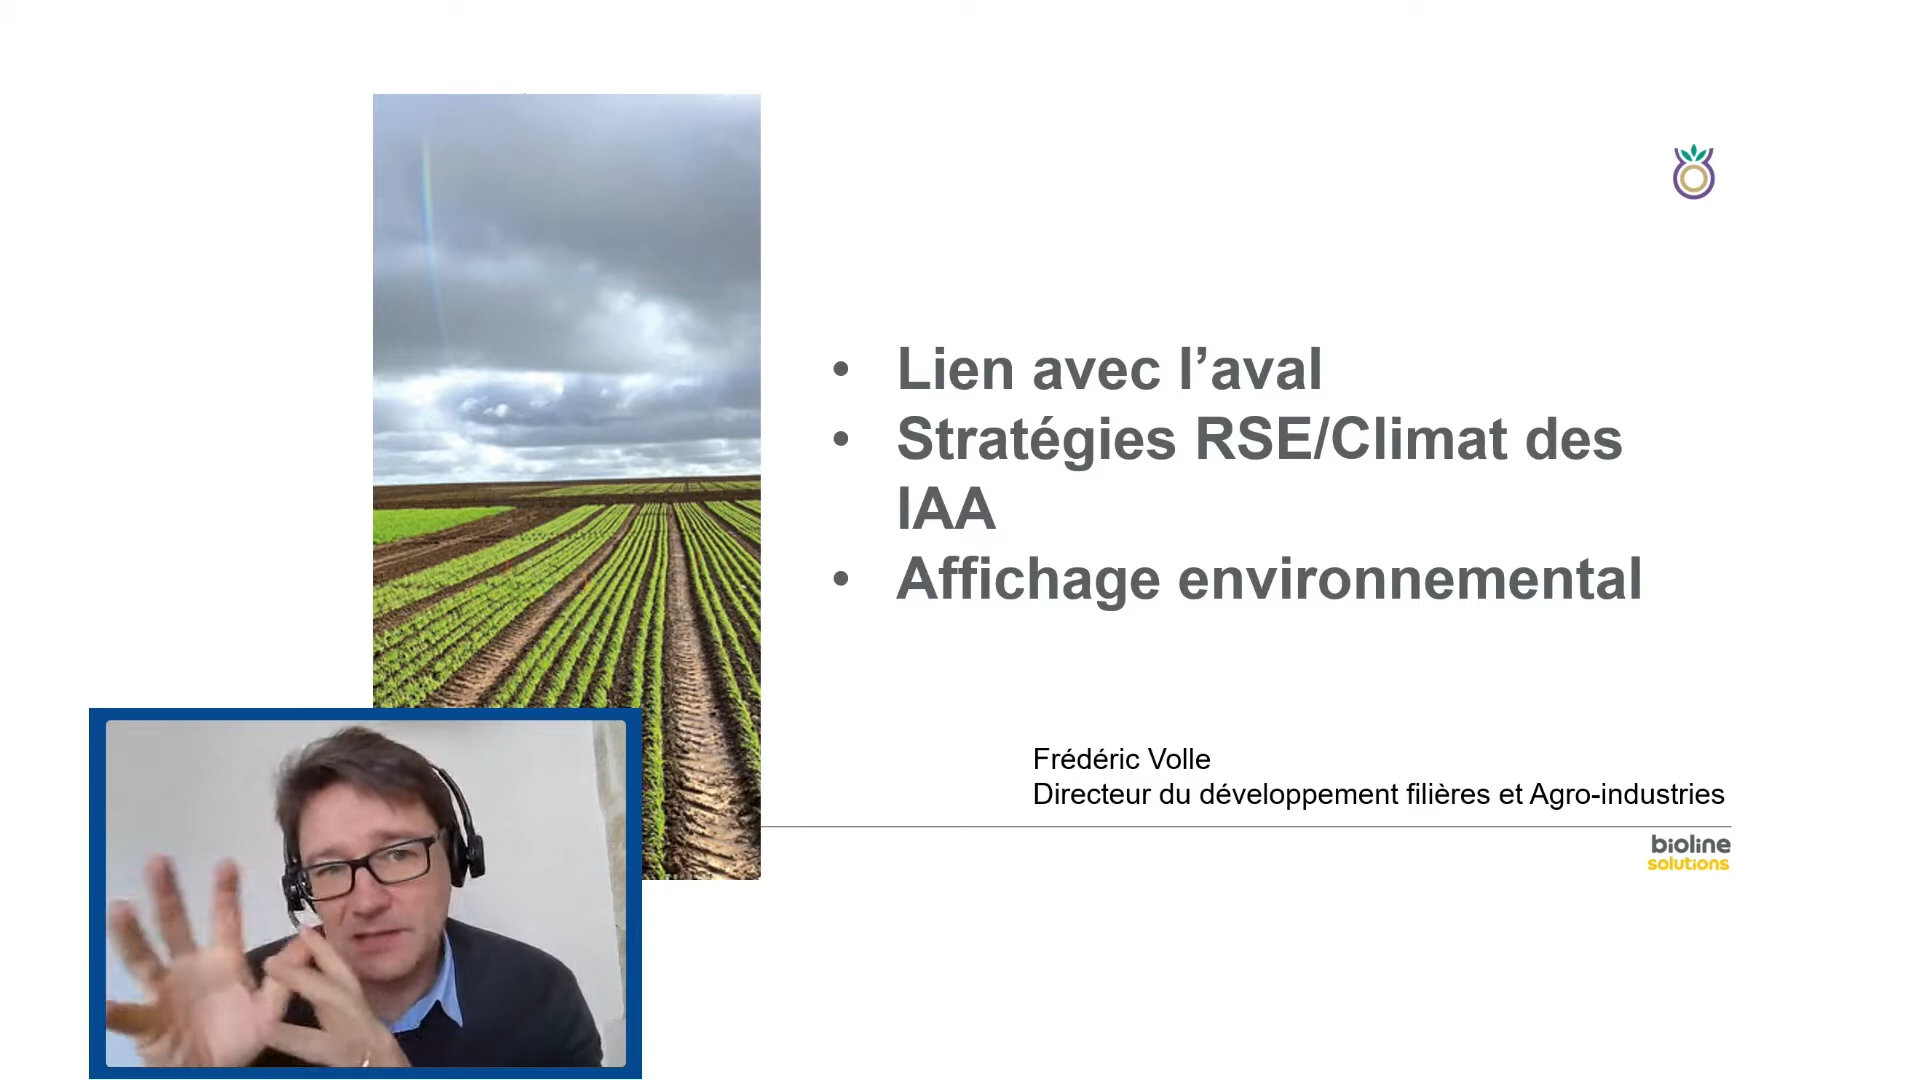 • Lien avec l’aval
• Stratégies RSE/Climat des
IAA
• Affichage environnemental
Frédéric Volle
Directeur du développement filières et Agro-industries
bioline
solutions